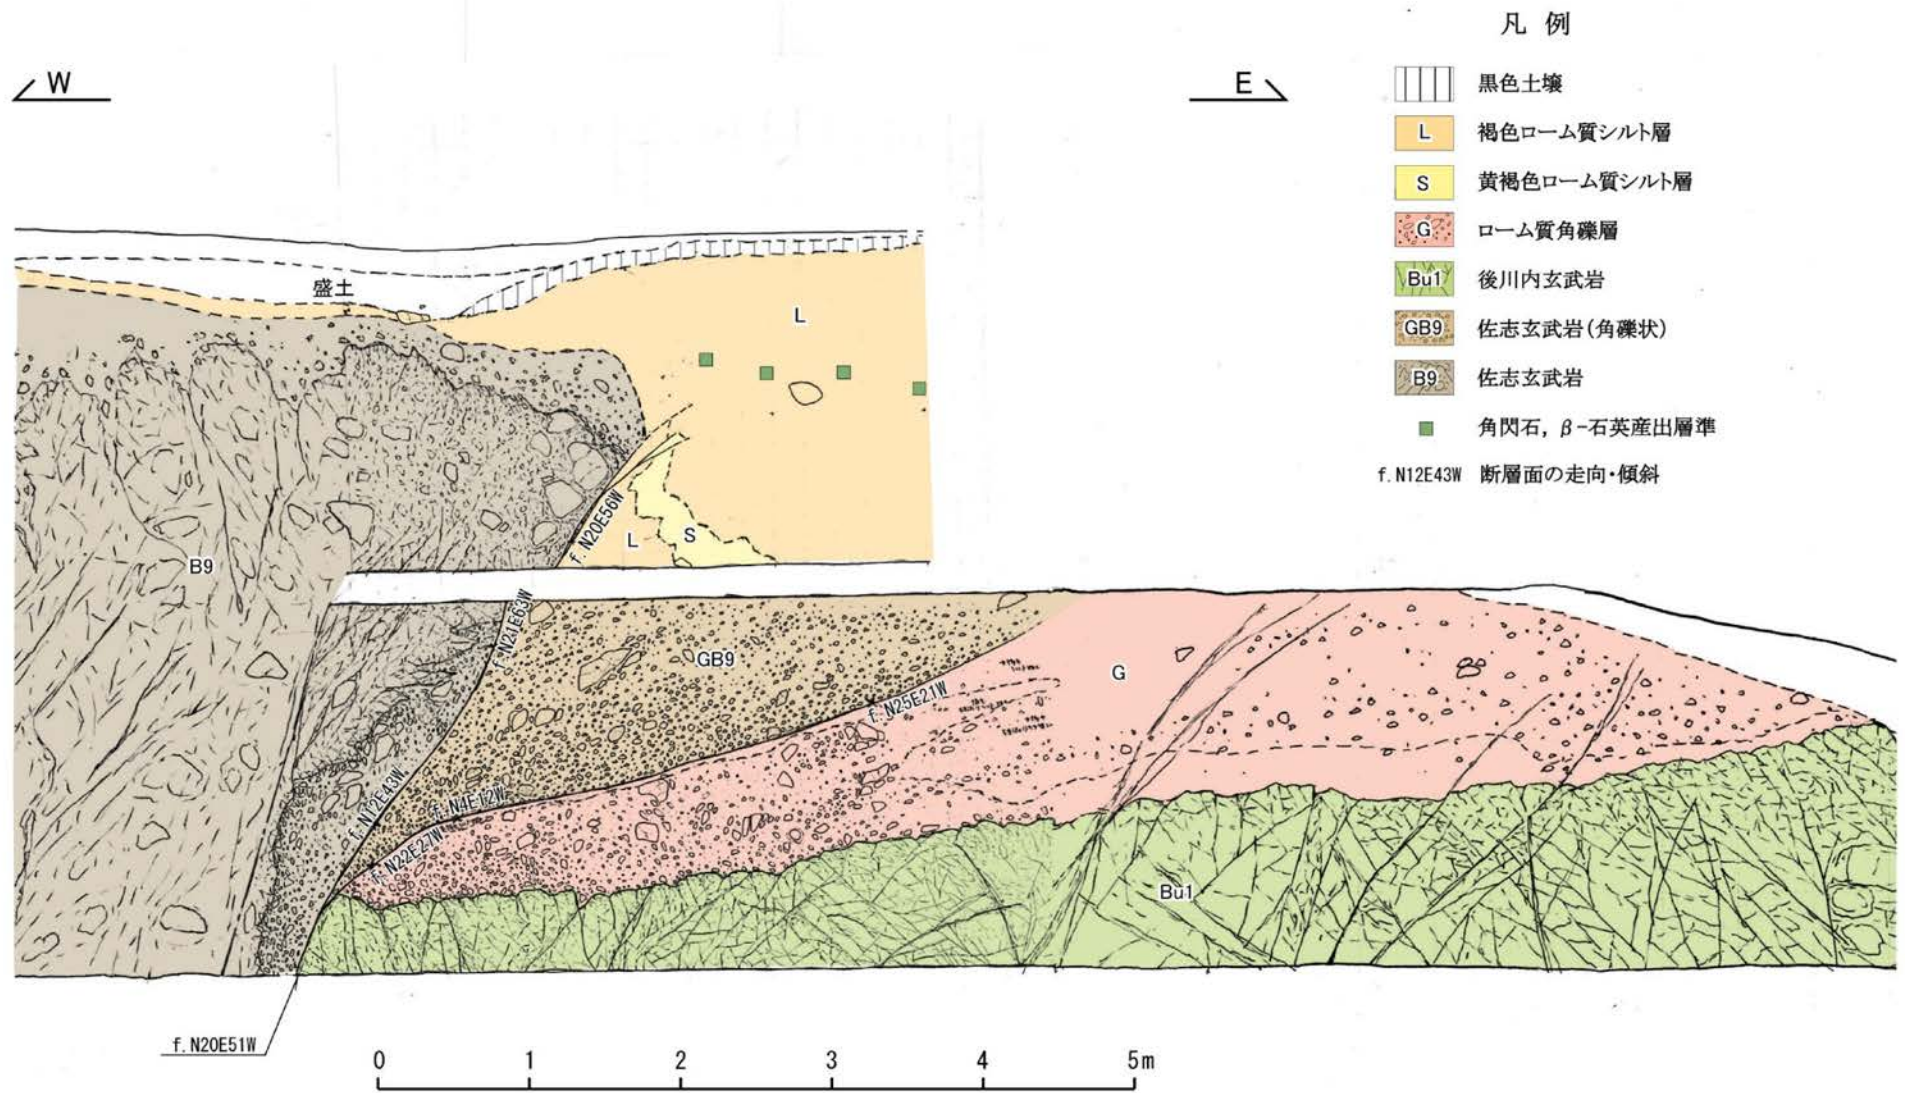 W
E
凡 例
黒色土壌
L 褐色ローム質シルト層
S 黄褐色ローム質シルト層
G ローム質角礫層
Bu1 後川内玄武岩
GB9 佐志玄武岩(角礫状)
B9 佐志玄武岩
角閃石, β-石英産出層準
f. N12E43W 断層面の走向・傾斜
盛土
L
f. N20E56W
L
S
B9
f. N21E63W
GB9
G
f. N25E21W
f. N12E43W
f. N4E12W
f. N22E27W
Bu1
f. N20E51W
0 1 2 3 4 5m